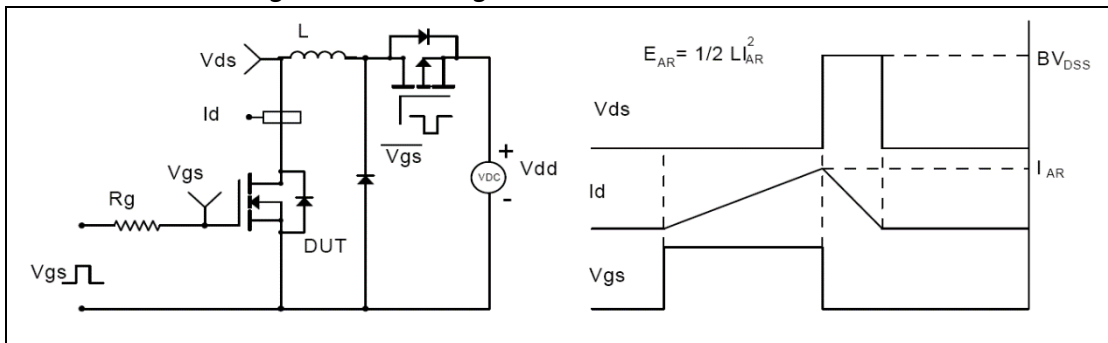 L
Vds
Id
Vgs
Rg
DUT
Vgs
Vgs
+
VDC
-
Vdd
E_AR = 1/2 LI_AR^2
BV_DSS
Vds
I_AR
Id
Vgs